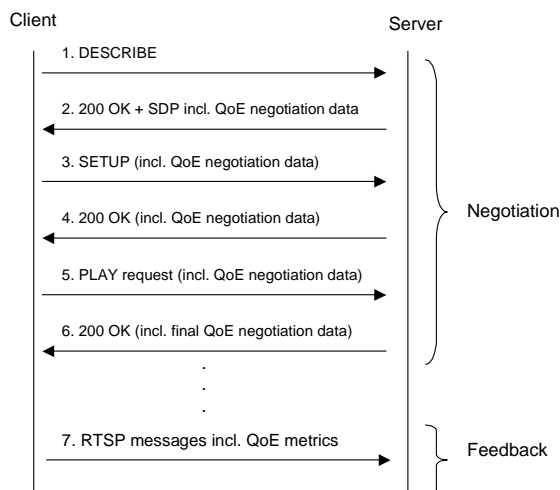 Client
Server
1. DESCRIBE
2. 200 OK + SDP incl. QoE negotiation data
3. SETUP (incl. QoE negotiation data)
4. 200 OK (incl. QoE negotiation data)
Negotiation
5. PLAY request (incl. QoE negotiation data)
6. 200 OK (incl. final QoE negotiation data)
.
.
.
7. RTSP messages incl. QoE metrics
Feedback